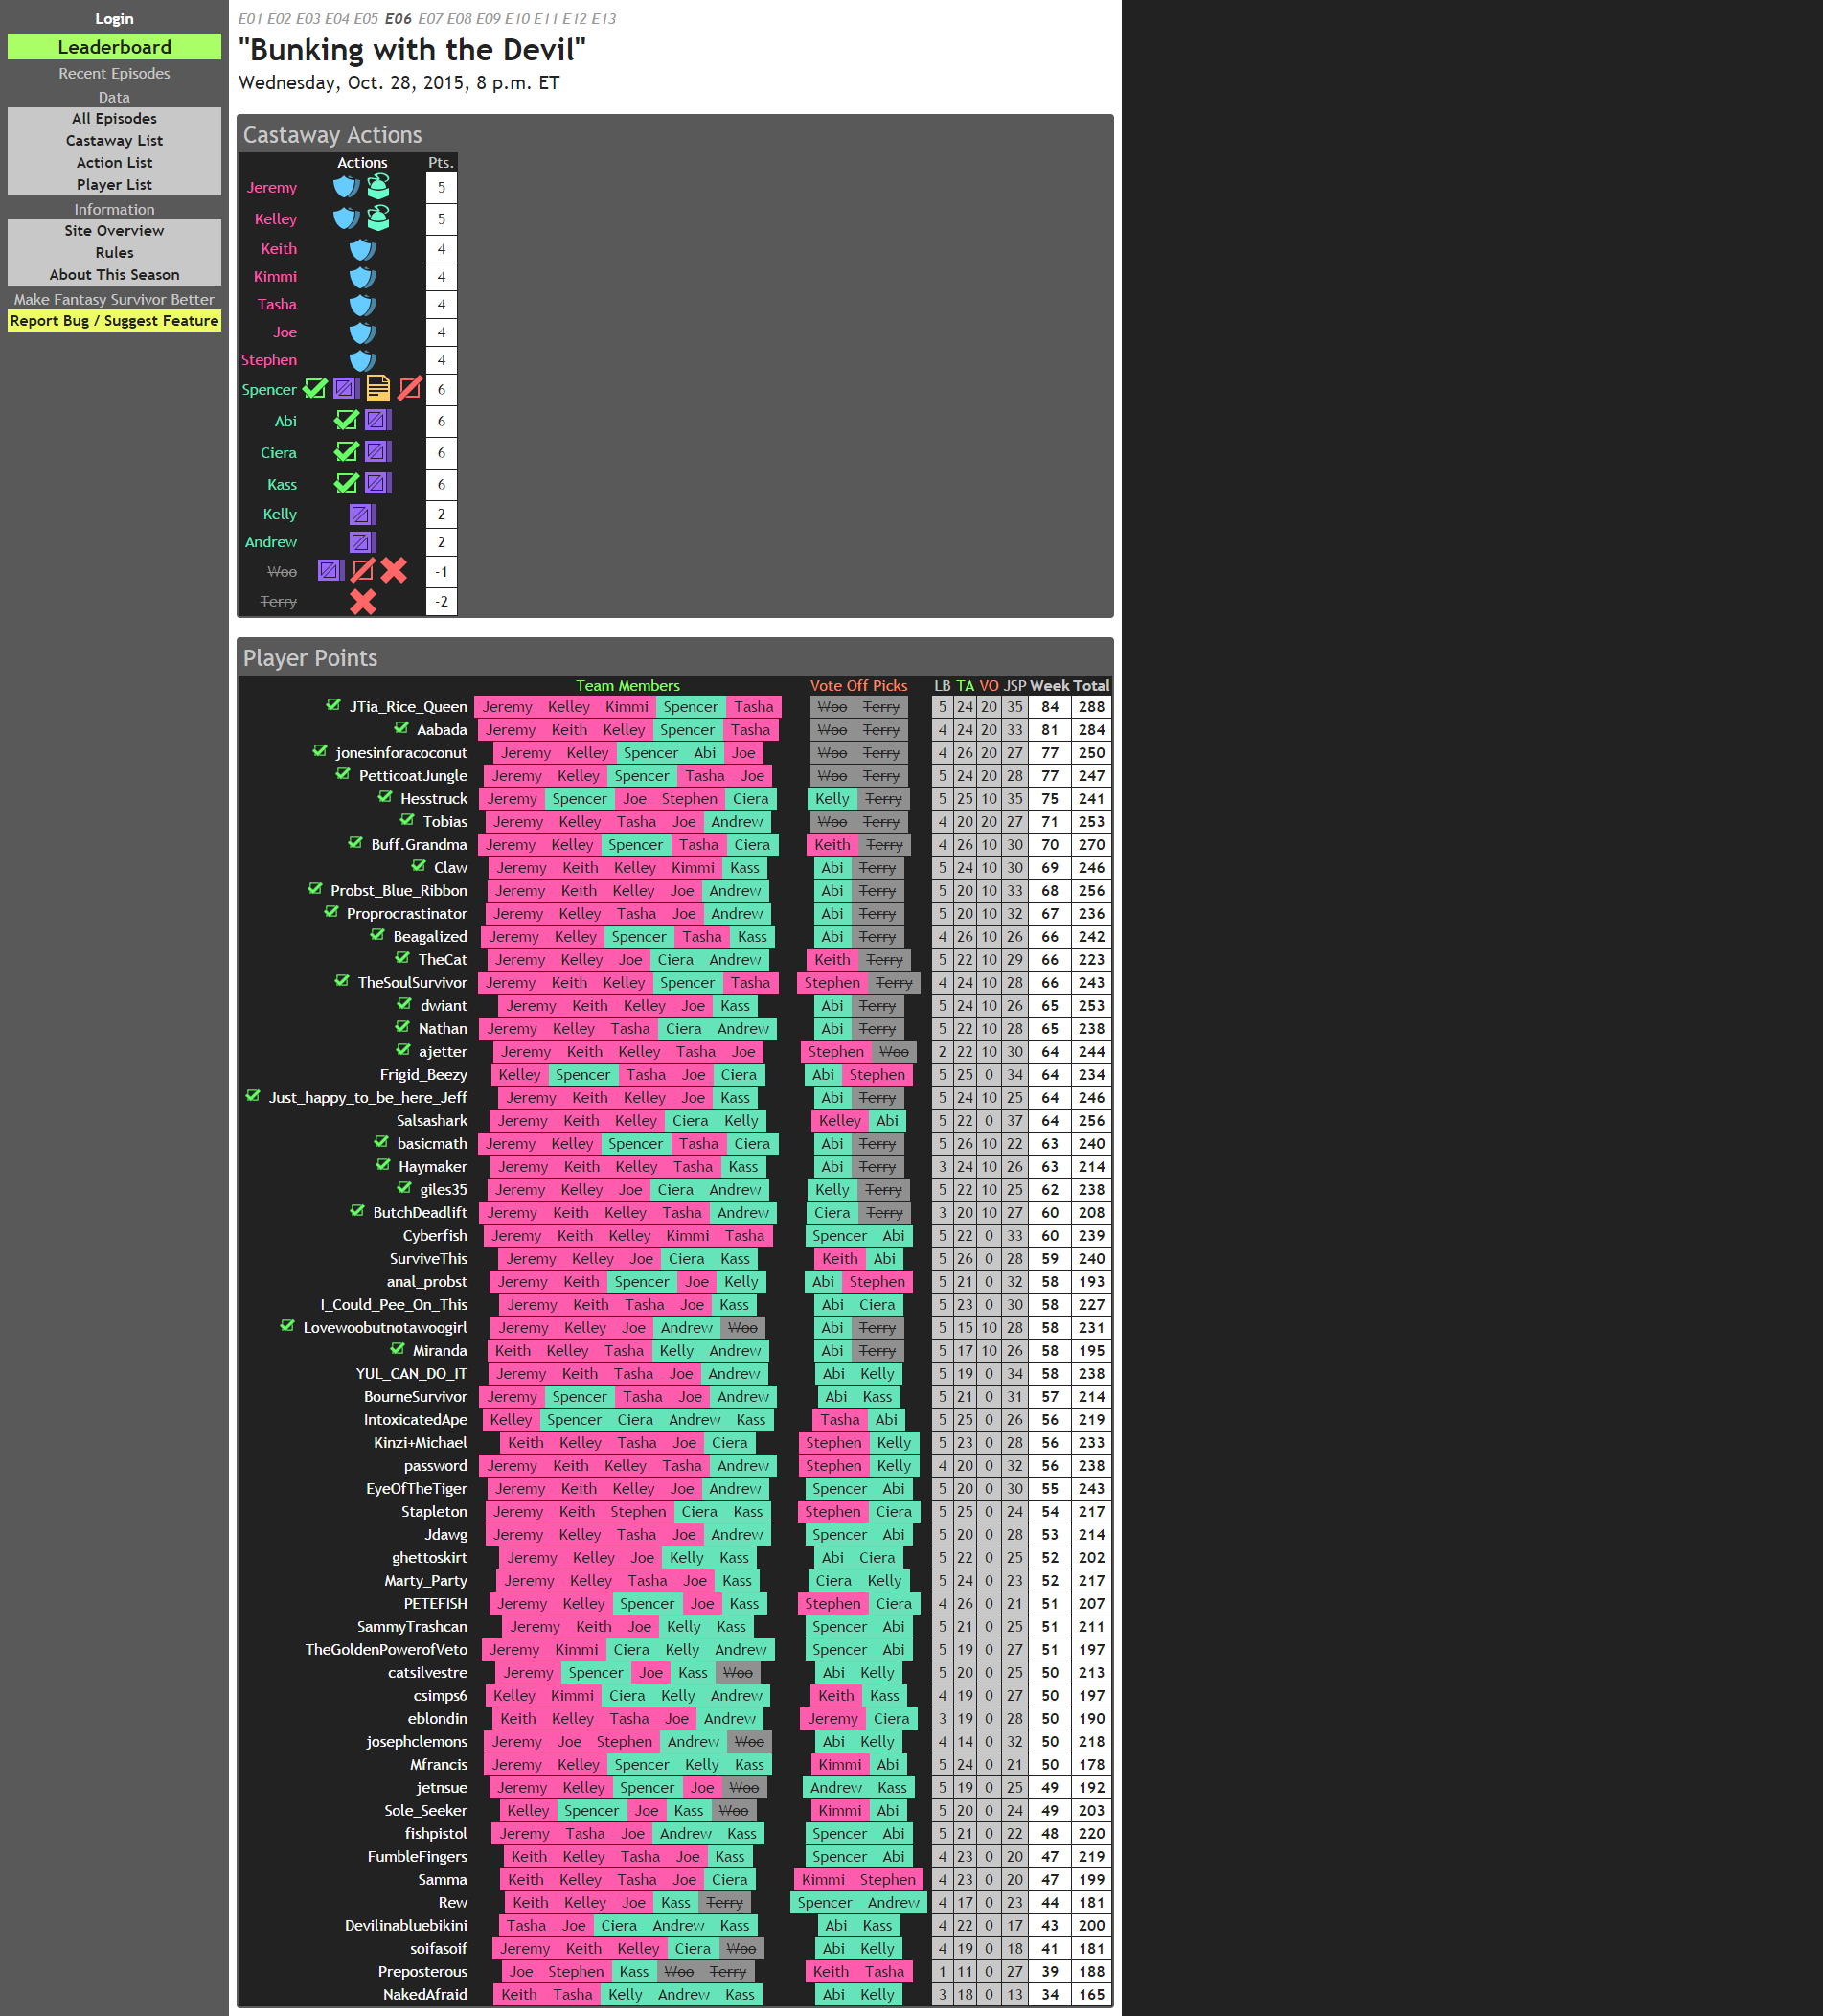 Login
Leaderboard
Recent Episodes
Data
All Episodes
Castaway List
Action List
Player List
Information
Site Overview
Rules
About This Season
Make Fantasy Survivor Better
Report Bug / Suggest Feature
E01 E02 E03 E04 E05 E06 E07 E08 E09 E10 E11 E12 E13
"Bunking with the Devil"
Wednesday, Oct. 28, 2015, 8 p.m. ET
Castaway Actions
Actions Pts.
Jeremy 5
Kelley 5
Keith 4
Kimmi 4
Tasha 4
Joe 4
Stephen 4
Spencer 6
Abi 6
Ciera 6
Kass 6
Kelly 2
Andrew 2
Woo -1
Terry -2
Player Points
Team Members Vote Off Picks LB TA VO JSP Week Total
JTia_Rice_Queen Jeremy Kelley Kimmi Spencer Tasha Woo Terry 5 24 20 35 84 288
Aabada Jeremy Keith Kelley Spencer Tasha Woo Terry 4 24 20 33 81 284
jonesinforacoconut Jeremy Kelley Spencer Abi Joe Woo Terry 4 26 20 27 77 250
PetticoatJungle Jeremy Kelley Spencer Tasha Joe Woo Terry 5 24 20 28 77 247
Hesstruck Jeremy Spencer Joe Stephen Ciera Kelly Terry 5 25 10 35 75 241
Tobias Jeremy Kelley Tasha Joe Andrew Woo Terry 4 20 20 27 71 253
Buff.Grandma Jeremy Kelley Spencer Tasha Ciera Keith Terry 4 26 10 30 70 270
Claw Jeremy Keith Kelley Kimmi Kass Abi Terry 5 24 10 30 69 246
Probst_Blue_Ribbon Jeremy Keith Kelley Joe Andrew Abi Terry 5 20 10 33 68 256
Proprocrastinator Jeremy Kelley Tasha Joe Andrew Abi Terry 5 20 10 32 67 236
Beagalized Jeremy Kelley Spencer Tasha Kass Abi Terry 4 26 10 26 66 242
TheCat Jeremy Kelley Joe Ciera Andrew Keith Terry 5 22 10 29 66 223
TheSoulSurvivor Jeremy Keith Kelley Spencer Tasha Stephen Terry 4 24 10 28 66 243
dwiant Jeremy Keith Kelley Joe Kass Abi Terry 5 24 10 26 65 253
Nathan Jeremy Kelley Tasha Ciera Andrew Abi Terry 5 22 10 28 65 238
ajetter Jeremy Keith Kelley Tasha Joe Stephen Woo 2 22 10 30 64 244
Frigid_Beezy Kelley Spencer Tasha Joe Ciera Abi Stephen 5 25 0 34 64 234
Just_happy_to_be_here_Jeff Jeremy Keith Kelley Joe Kass Abi Terry 5 24 10 25 64 246
Salsashark Jeremy Keith Kelley Ciera Kelly Kelley Abi 5 22 0 37 64 256
basicmath Jeremy Kelley Spencer Tasha Ciera Abi Terry 5 26 10 22 63 240
Haymaker Jeremy Keith Kelley Tasha Kass Abi Terry 3 24 10 26 63 214
giles35 Jeremy Kelley Joe Ciera Andrew Kelly Terry 5 22 10 25 62 238
ButchDeadlift Jeremy Keith Kelley Tasha Andrew Ciera Terry 3 20 10 27 60 208
Cyberfish Jeremy Keith Kelley Kimmi Tasha Spencer Abi 5 22 0 33 60 239
SurviveThis Jeremy Kelley Joe Ciera Kass Keith Abi 5 26 0 28 59 240
anal_probst Jeremy Keith Spencer Joe Kelly Abi Stephen 5 21 0 32 58 193
I_Could_Pee_On_This Jeremy Keith Tasha Joe Kass Abi Ciera 5 23 0 30 58 227
Lovewoobutnotawoogirl Jeremy Kelley Joe Andrew Woo Abi Terry 5 15 10 28 58 231
Miranda Keith Kelley Tasha Kelly Andrew Abi Terry 5 17 10 26 58 195
YUL_CAN_DO_IT Jeremy Keith Tasha Joe Andrew Abi Kelly 5 19 0 34 58 238
BourneSurvivor Jeremy Spencer Tasha Joe Andrew Abi Kass 5 21 0 31 57 214
IntoxicatedApe Kelley Spencer Ciera Andrew Kass Tasha Abi 5 25 0 26 56 219
Kinzi+Michael Keith Kelley Tasha Joe Ciera Stephen Kelly 5 23 0 28 56 233
password Jeremy Keith Kelley Tasha Andrew Stephen Kelly 4 20 0 32 56 238
EyeOfTheTiger Jeremy Keith Kelley Joe Andrew Spencer Abi 5 20 0 30 55 243
Stapleton Jeremy Keith Stephen Ciera Kass Stephen Ciera 5 25 0 24 54 217
Jdawg Jeremy Kelley Tasha Joe Andrew Spencer Abi 5 20 0 28 53 214
ghettoskirt Jeremy Kelley Joe Kelly Kass Abi Ciera 5 22 0 25 52 202
Marty_Party Jeremy Kelley Tasha Joe Kass Ciera Kelly 5 24 0 23 52 217
PETEFISH Jeremy Kelley Spencer Joe Kass Stephen Ciera 4 26 0 21 51 207
SammyTrashcan Jeremy Keith Joe Kelly Kass Spencer Abi 5 21 0 25 51 211
TheGoldenPowerofVeto Jeremy Kimmi Ciera Kelly Andrew Spencer Abi 5 19 0 27 51 197
catsilvestre Jeremy Spencer Joe Kass Woo Abi Kelly 5 20 0 25 50 213
csimps6 Kelley Kimmi Ciera Kelly Andrew Keith Kass 4 19 0 27 50 197
eblondin Keith Kelley Tasha Joe Andrew Jeremy Ciera 3 19 0 28 50 190
josephclemons Jeremy Joe Stephen Andrew Woo Abi Kelly 4 14 0 32 50 218
Mfrancis Jeremy Kelley Spencer Kelly Kass Kimmi Abi 5 24 0 21 50 178
jetnsue Jeremy Kelley Spencer Joe Woo Andrew Kass 5 19 0 25 49 192
Sole_Seeker Kelley Spencer Joe Kass Woo Kimmi Abi 5 20 0 24 49 203
fishpistol Jeremy Tasha Joe Andrew Kass Spencer Abi 5 21 0 22 48 220
FumbleFingers Keith Kelley Tasha Joe Kass Spencer Abi 4 23 0 20 47 219
Samma Keith Kelley Tasha Joe Ciera Kimmi Stephen 4 23 0 20 47 199
Rew Keith Kelley Joe Kass Terry Spencer Andrew 4 17 0 23 44 181
Devilinabluebikini Tasha Joe Ciera Andrew Kass Abi Kass 4 22 0 17 43 200
soifasoif Jeremy Keith Kelley Ciera Woo Abi Kelly 4 19 0 18 41 181
Preposterous Joe Stephen Kass Woo Terry Keith Tasha 1 11 0 27 39 188
NakedAfraid Keith Tasha Kelly Andrew Kass Abi Kelly 3 18 0 13 34 165